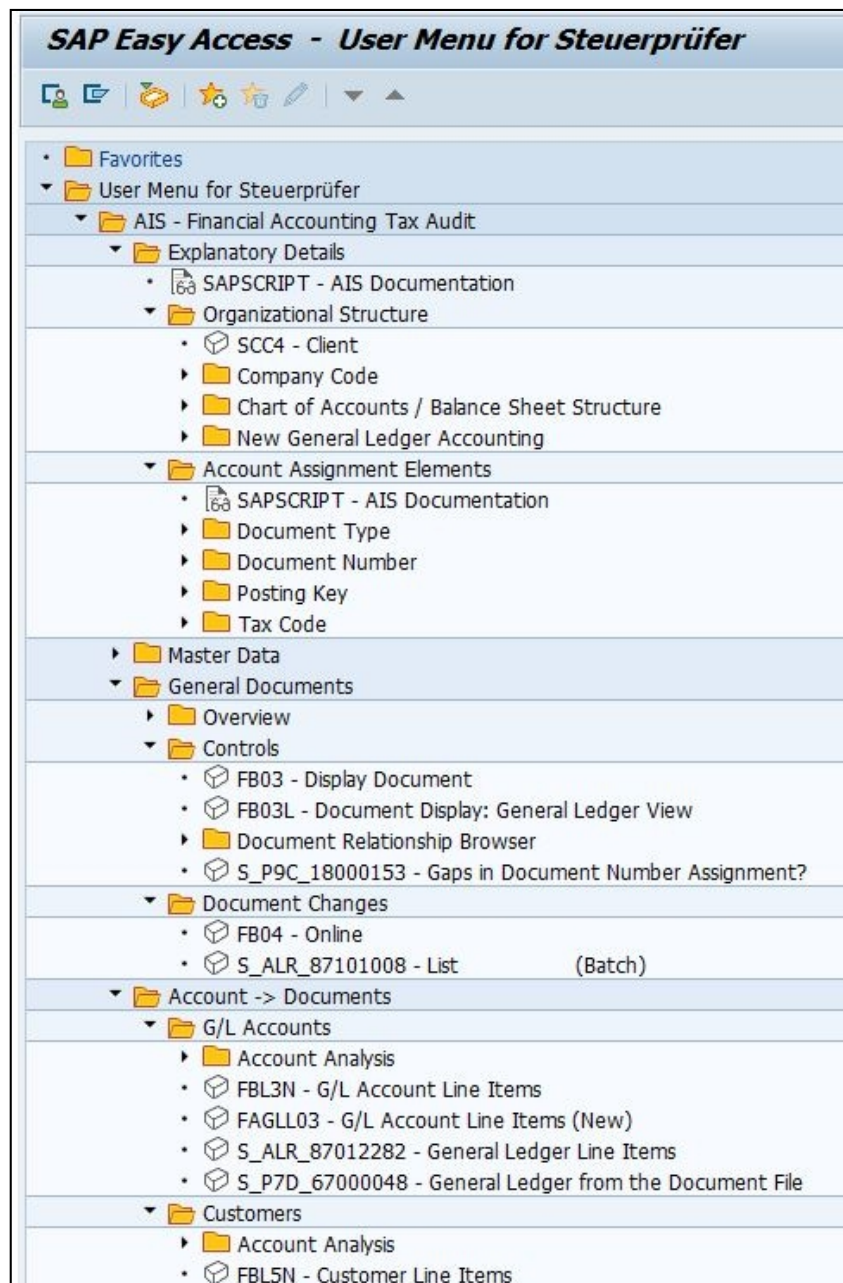 SAP Easy Access - User Menu for Steuerprüfer
Favorites
User Menu for Steuerprüfer
AIS - Financial Accounting Tax Audit
Explanatory Details
SAPSCRIPT - AIS Documentation
Organizational Structure
SCC4 - Client
Company Code
Chart of Accounts / Balance Sheet Structure
New General Ledger Accounting
Account Assignment Elements
SAPSCRIPT - AIS Documentation
Document Type
Document Number
Posting Key
Tax Code
Master Data
General Documents
Overview
Controls
FB03 - Display Document
FB03L - Document Display: General Ledger View
Document Relationship Browser
S_P9C_18000153 - Gaps in Document Number Assignment?
Document Changes
FB04 - Online
S_ALR_87101008 - List (Batch)
Account -> Documents
G/L Accounts
Account Analysis
FBL3N - G/L Account Line Items
FAGLL03 - G/L Account Line Items (New)
S_ALR_87012282 - General Ledger Line Items
S_P7D_67000048 - General Ledger from the Document File
Customers
Account Analysis
FBL5N - Customer Line Items